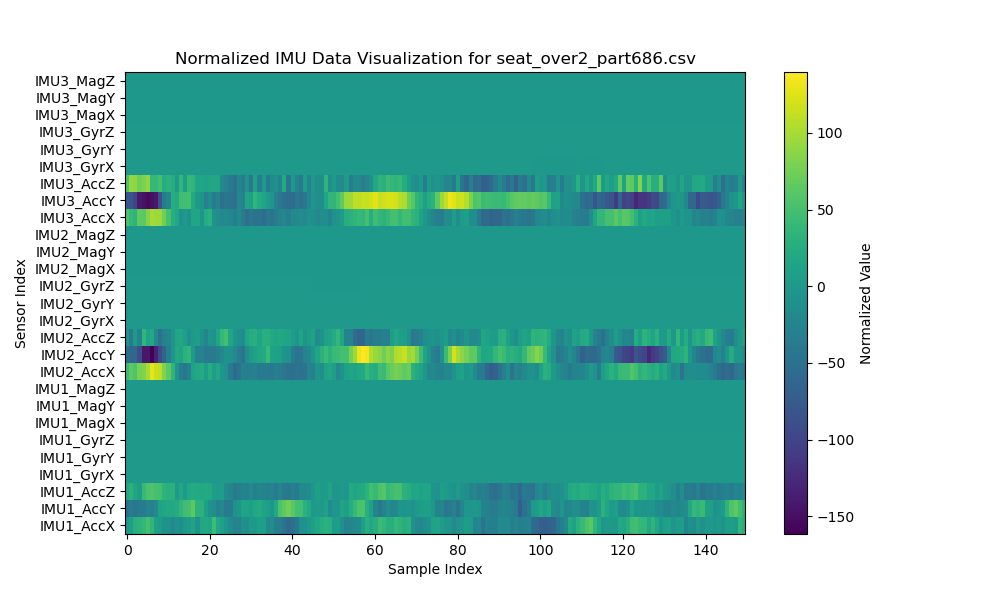 Normalized IMU Data Visualization for seat_over2_part686.csv
IMU3_MagZ
IMU3_MagY
IMU3_MagX
IMU3_GyrZ
IMU3_GyrY
IMU3_GyrX
IMU3_AccZ
IMU3_AccY
IMU3_AccX
IMU2_MagZ
IMU2_MagY
IMU2_MagX
IMU2_GyrZ
IMU2_GyrY
IMU2_GyrX
IMU2_AccZ
IMU2_AccY
IMU2_AccX
IMU1_MagZ
IMU1_MagY
IMU1_MagX
IMU1_GyrZ
IMU1_GyrY
IMU1_GyrX
IMU1_AccZ
IMU1_AccY
IMU1_AccX
Sensor Index
0 20 40 60 80 100 120 140
Sample Index
100
50
0
−50
−100
−150
Normalized Value